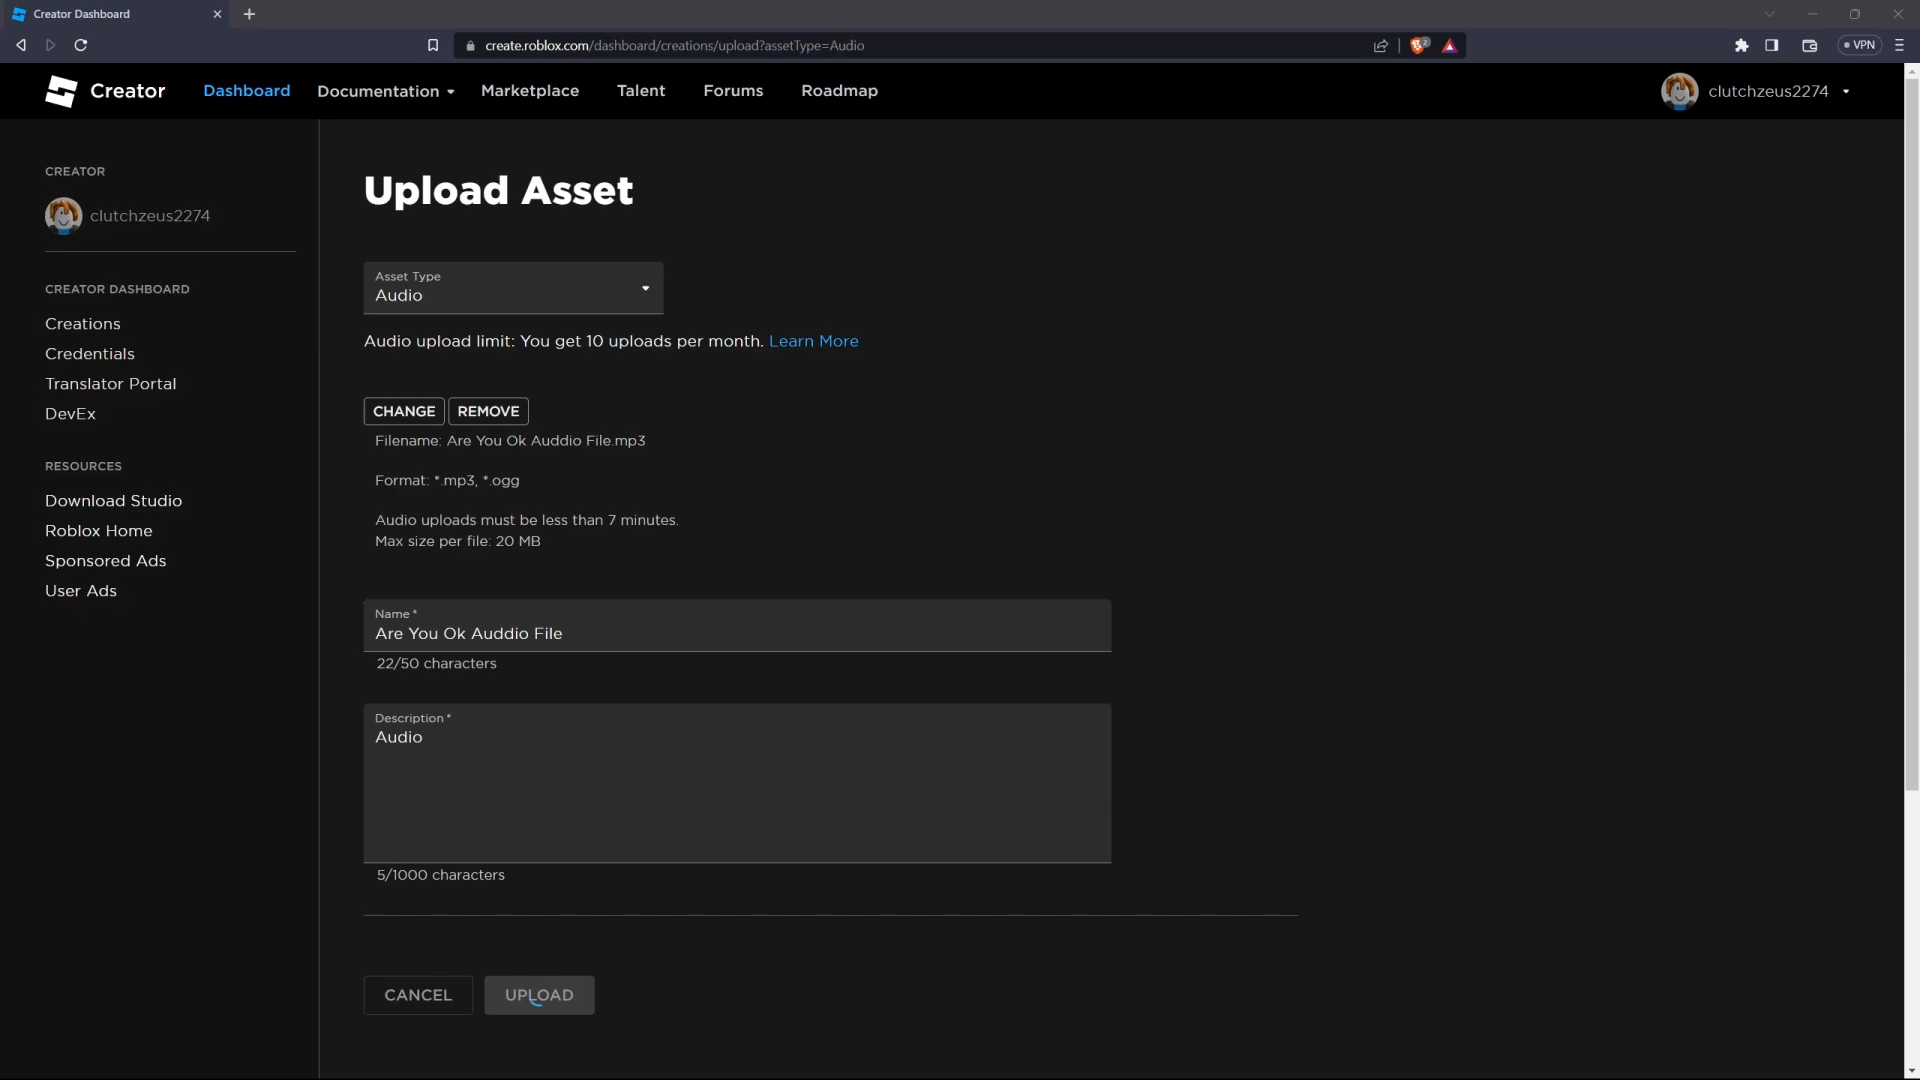 Creator Dashboard
create.roblox.com/dashboard/creations/upload?assetType=Audio
2
VPN
Creator
Dashboard
Documentation
Marketplace
Talent
Forums
Roadmap
clutchzeus2274
CREATOR
clutchzeus2274
CREATOR DASHBOARD
Creations
Credentials
Translator Portal
DevEx
RESOURCES
Download Studio
Roblox Home
Sponsored Ads
User Ads
Upload Asset
Asset Type
Audio
Audio upload limit: You get 10 uploads per month. Learn More
CHANGE REMOVE
Filename: Are You Ok Auddio File.mp3
Format: *.mp3, *.ogg
Audio uploads must be less than 7 minutes.
Max size per file: 20 MB
Name *
Are You Ok Auddio File
22/50 characters
Description *
Audio
5/1000 characters
CANCEL UPLOAD